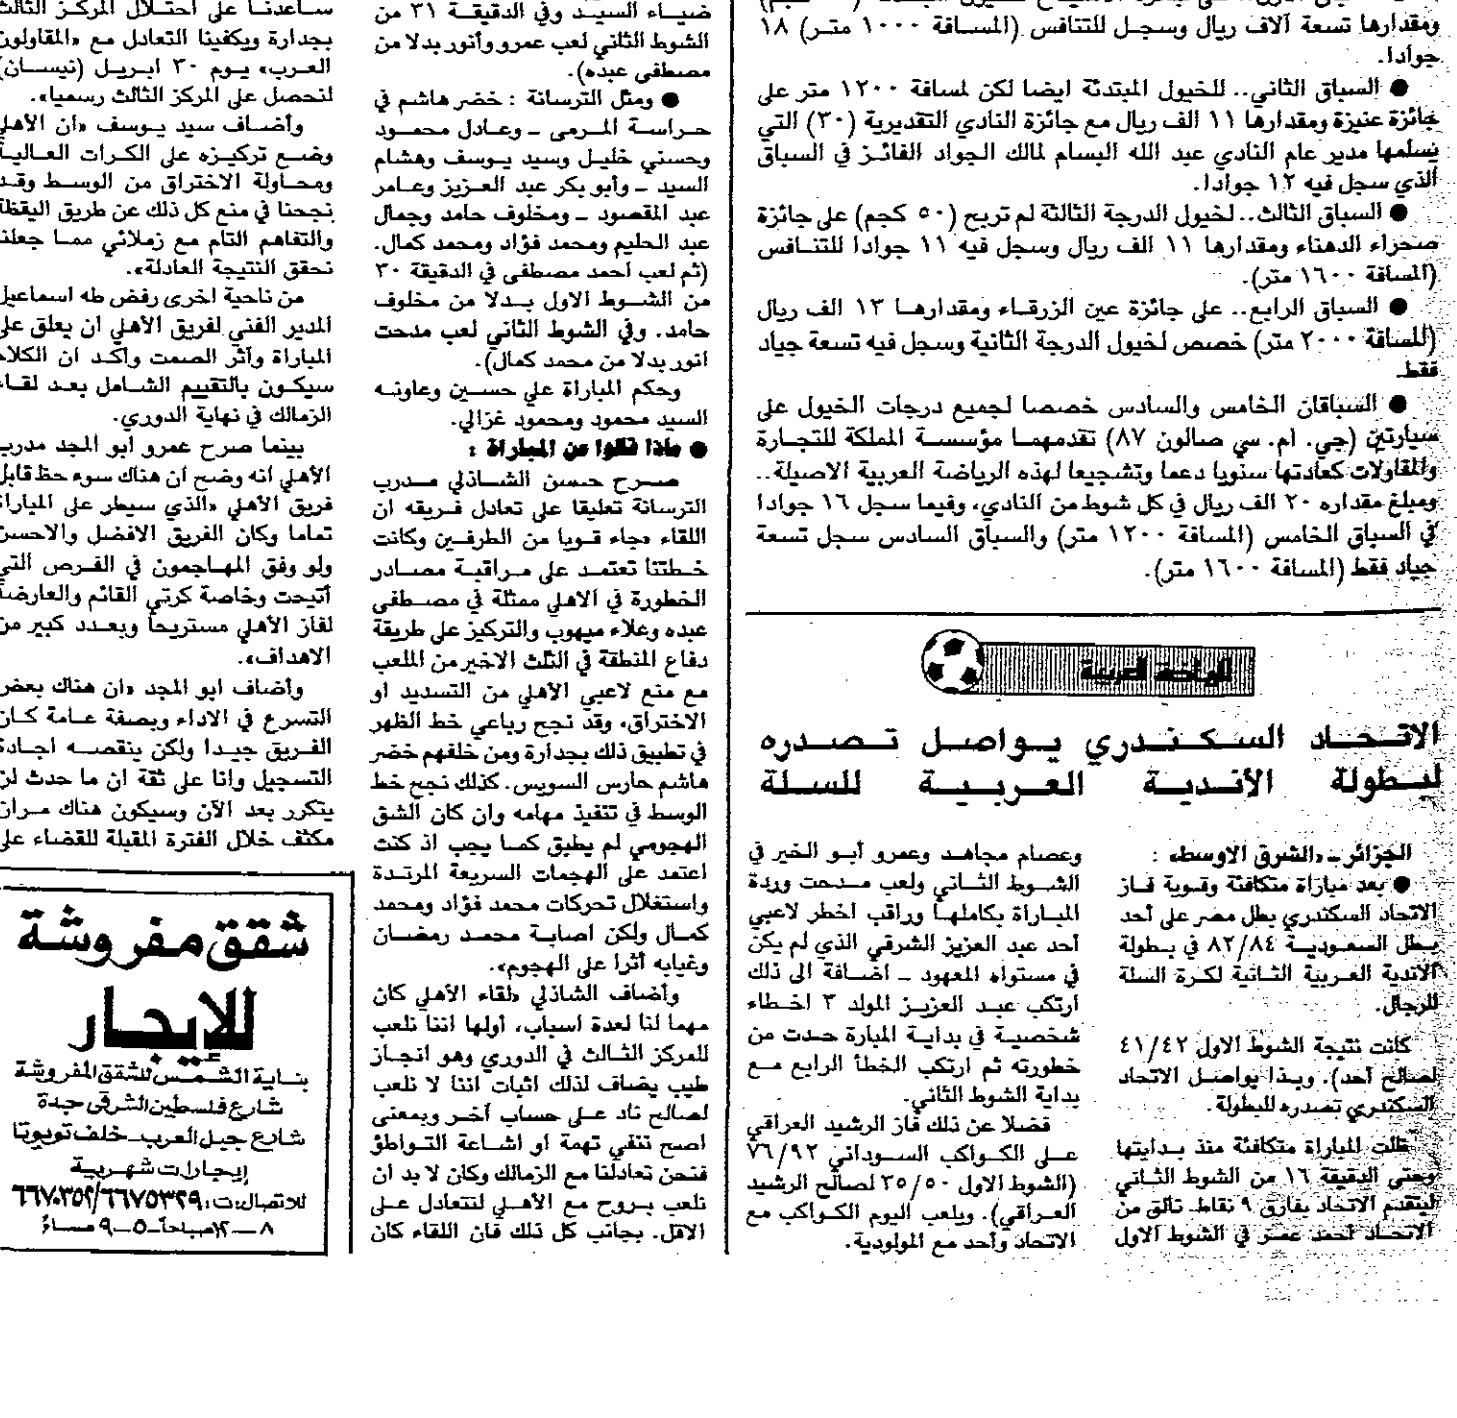 ومقدارها تسعة آلاف ريال وسجل للتنافس (المسافة ١٠٠٠ متر) ١٨
جوادا.
● السباق الثاني.. للخيول المبتدئة ايضا لكن لمسافة ١٢٠٠ متر على
جائزة عنيزة ومقدارها ١١ الف ريال مع جائزة النادي التقديرية (٣٠) التي
يسلمها مدير عام النادي عبد الله البسام لمالك الجواد الفائز في السباق
الذي سجل فيه ١٢ جوادا.
● السباق الثالث.. لخيول الدرجة الثالثة لم تربح (٥٠ كجم) على جائزة
صحراء الدهناء ومقدارها ١١ الف ريال وسجل فيه ١١ جوادا للتنافس
(المسافة ١٦٠٠ متر).
● السباق الرابع.. على جائزة عين الزرقاء ومقدارها ١٣ الف ريال
(المسافة ٢٠٠٠ متر) خصص لخيول الدرجة الثانية وسجل فيه تسعة جياد
فقط.
● السباقان الخامس والسادس خصصا لجميع درجات الخيول على
سيارتين (جي. ام. سي صالون ٨٧) تقدمهما مؤسسة المملكة للتجارة
والمقاولات كعادتها سنويا دعما وتشجيعا لهذه الرياضة العربية الاصيلة..
ومبلغ مقداره ٢٠ الف ريال في كل شوط من النادي، وفيما سجل ١٦ جوادا
في السباق الخامس (المسافة ١٢٠٠ متر) والسباق السادس سجل تسعة
جياد فقط (المسافة ١٦٠٠ متر).
الرياضة العربية
الاتحاد السكندري يواصل تصدره
لبطولة الأندية العربية للسلة
الجزائر ـ «الشرق الاوسط» :
● بعد مباراة متكافئة وقوية فاز
الاتحاد السكندري بطل مصر على أحد
بطل السعودية ٨٢/٨٤ في بطولة
الأندية العربية الثانية لكرة السلة
للرجال.
كانت نتيجة الشوط الاول ٤١/٤٢
لصالح أحد). وبذا يواصل الاتحاد
السكندري تصدره للبطولة.
ظلت المباراة متكافئة منذ بدايتها
وحتى الدقيقة ١٦ من الشوط الثاني
ليتقدم الاتحاد بفارق ٩ نقاط. تألق من
الاتحاد أحمد عمر في الشوط الاول
وعصام مجاهد وعمرو أبو الخير في
الشوط الثاني ولعب مدحت وردة
المباراة بكاملها وراقب اخطر لاعبي
أحد عبد العزيز الشرقي الذي لم يكن
في مستواه المعهود ـ اضافة الى ذلك
ارتكب عبد العزيز المولد ٣ اخطاء
شخصية في بداية المبارة حدت من
خطورته ثم ارتكب الخطأ الرابع مع
بداية الشوط الثاني.
فضلا عن ذلك فاز الرشيد العراقي
على الكواكب السوداني ٧٦/٩٢
(الشوط الاول ٣٥/٥٠ لصالح الرشيد
العراقي). ويلعب اليوم الكواكب مع
الاتحاد وأحد مع المولودية.
ضياء السيد وفي الدقيقة ٣١ من
الشوط الثاني لعب عمرو وأنور بدلا من
مصطفى عبده).
● ومثل الترسانة : خضر هاشم في
حراسة المرمى ـ وعادل محمود
وحسني خليل وسيد يوسف وهشام
السيد ـ وأبو بكر عبد العزيز وعامر
عبد المقصود ـ ومخلوف حامد وجمال
عبد الحليم ومحمد فؤاد ومحمد كمال.
(ثم لعب احمد مصطفى في الدقيقة ٣٠
من الشوط الاول بدلا من مخلوف
حامد. وفي الشوط الثاني لعب مدحت
انور بدلا من محمد كمال).
وحكم المباراة علي حسين وعاونه
السيد محمود ومحمود غزالي.
● ماذا قالوا عن المباراة :
صرح حسن الشاذلي مدرب
الترسانة تعليقا على تعادل فريقه ان
اللقاء «جاء قويا من الطرفين وكانت
خطتنا تعتمد على مراقبة مصادر
الخطورة في الاهلي ممثلة في مصطفى
عبده وعلاء ميهوب والتركيز على طريقة
دفاع المنطقة في الثلث الاخير من الملعب
مع منع لاعبي الاهلي من التسديد او
الاختراق، وقد نجح رباعي خط الظهر
في تطبيق ذلك بجدارة ومن خلفهم خضر
هاشم حارس السويس. كذلك نجح خط
الوسط في تنفيذ مهامه وان كان الشق
الهجومي لم يطبق كما يجب اذ كنت
اعتمد على الهجمات السريعة المرتدة
واستغلال تحركات محمد فؤاد ومحمد
كمال ولكن اصابة محمد رمضان
وغيابه أثرا على الهجوم».
وأضاف الشاذلي «لقاء الأهلي كان
مهما لنا لعدة اسباب، أولها اننا نلعب
للمركز الثالث في الدوري وهو انجاز
طيب يضاف لذلك اثبات اننا لا نلعب
لصالح ناد على حساب آخر وبمعنى
اصح ننفي تهمة او اشاعة التواطؤ
فنحن تعادلنا مع الزمالك وكان لا بد ان
نلعب بروح مع الأهلي لنتعادل على
الاقل. بجانب كل ذلك فان اللقاء كان
ساعدنا على احتلال المركز الثالث
بجدارة ويكفينا التعادل مع «المقاولون
العرب» يوم ٣٠ ابريل (نيسان)
لنحصل على المركز الثالث رسميا».
وأضاف سيد يوسف «ان الأهلي
وضع تركيزه على الكرات العالية
ومحاولة الاختراق من الوسط وقد
نجحنا في منع كل ذلك عن طريق اليقظة
والتفاهم التام مع زملائي مما جعلنا
نحقق النتيجة العادلة».
من ناحية اخرى رفض طه اسماعيل
المدير الفني لفريق الأهلي ان يعلق على
المباراة وآثر الصمت وأكد ان الكلام
سيكون بالتقييم الشامل بعد لقاء
الزمالك في نهاية الدوري.
بينما صرح عمرو ابو المجد مدرب
الأهلي انه وضح ان هناك سوء حظ قابل
فريق الاهلي «الذي سيطر على المباراة
تماما وكان الفريق الافضل والاحسن
ولو وفق المهاجمون في الفرص التي
أتيحت وخاصة كرتي القائم والعارضة
لفاز الأهلي مستريحاً وبعدد كبير من
الاهداف».
وأضاف ابو المجد «ان هناك بعض
التسرع في الاداء وبصفة عامة كان
الفريق جيدا ولكن ينقصه اجادة
التسجيل وانا على ثقة ان ما حدث لن
يتكرر بعد الآن وسيكون هناك مران
مكثف خلال الفترة المقبلة للقضاء على
شقق مفروشة
للايجار
بناية الشمس للشقق المفروشة
شارع فلسطين الشرقي جدة
شارع جبل العرب ـ خلف تويوتا
إيجارات شهرية
للاتصال: ت: ٦٦٧٥٣٢٩/٦٦٧٠٣٥٢
٨ ـ ١٢ صباحاً ـ ٥ ـ ٩ مساءً